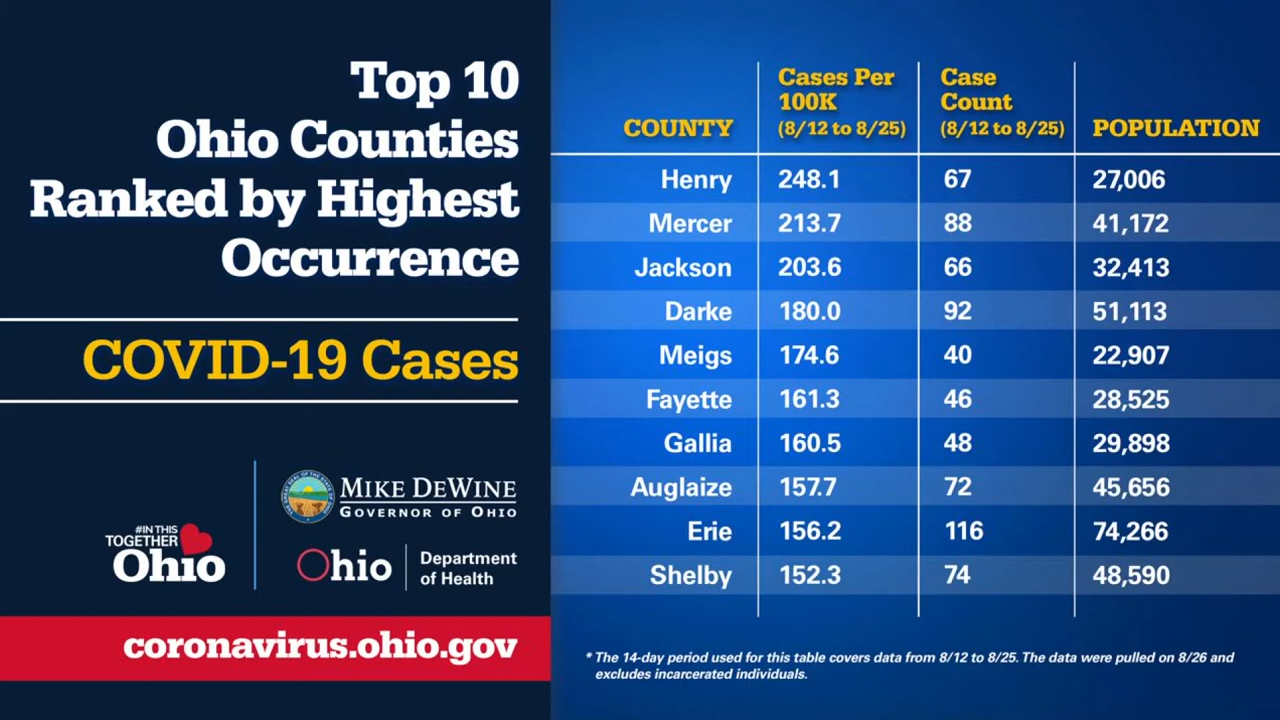 Top 10
Ohio Counties
Ranked by Highest
Occurrence
COVID-19 Cases
#IN THIS
TOGETHER
Ohio
MIKE DEWINE
GOVERNOR OF OHIO
Ohio
Department
of Health
coronavirus.ohio.gov
COUNTY
Cases Per
100K
(8/12 to 8/25)
Case
Count
(8/12 to 8/25)
POPULATION
Henry 248.1 67 27,006
Mercer 213.7 88 41,172
Jackson 203.6 66 32,413
Darke 180.0 92 51,113
Meigs 174.6 40 22,907
Fayette 161.3 46 28,525
Gallia 160.5 48 29,898
Auglaize 157.7 72 45,656
Erie 156.2 116 74,266
Shelby 152.3 74 48,590
* The 14-day period used for this table covers data from 8/12 to 8/25. The data were pulled on 8/26 and
excludes incarcerated individuals.